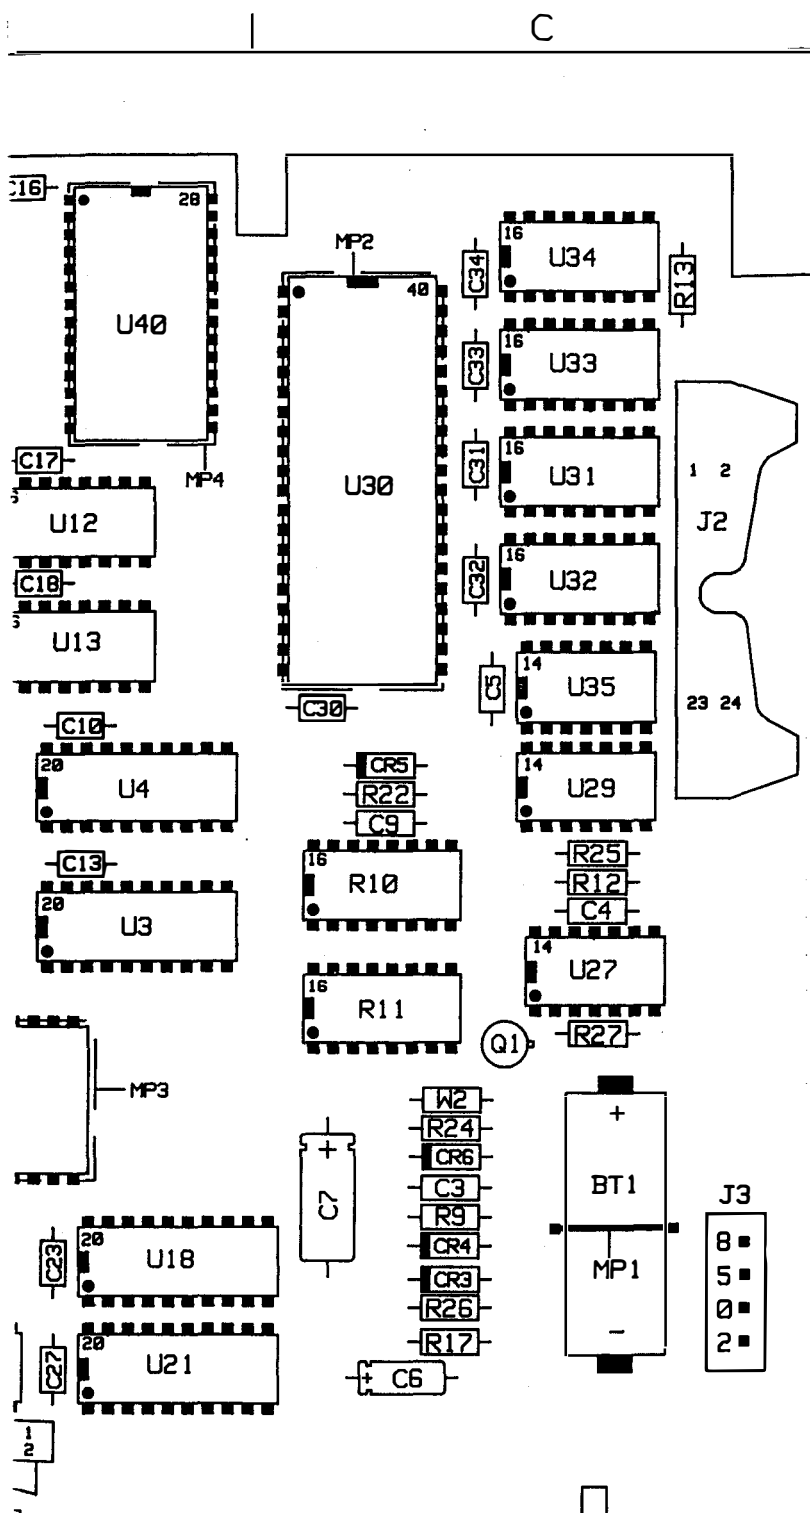 C
C16
28
U40
MP4
MP2
40
U30
C34
16
U34
R13
C33
16
U33
C31
16
U31
C32
16
U32
1 2
J2
23 24
C17
U12
C18
U13
C5
14
U35
C30
C10
20
U4
CR5
R22
C9
14
U29
C13
20
U3
16
R10
R25
R12
C4
14
U27
16
R11
Q1
R27
MP3
W2
R24
CR6
C3
R9
CR4
CR3
R26
R17
+
C7
+
C6
+
BT1
MP1
-
J3
8
5
0
2
C23
20
U18
C27
20
U21
1
2